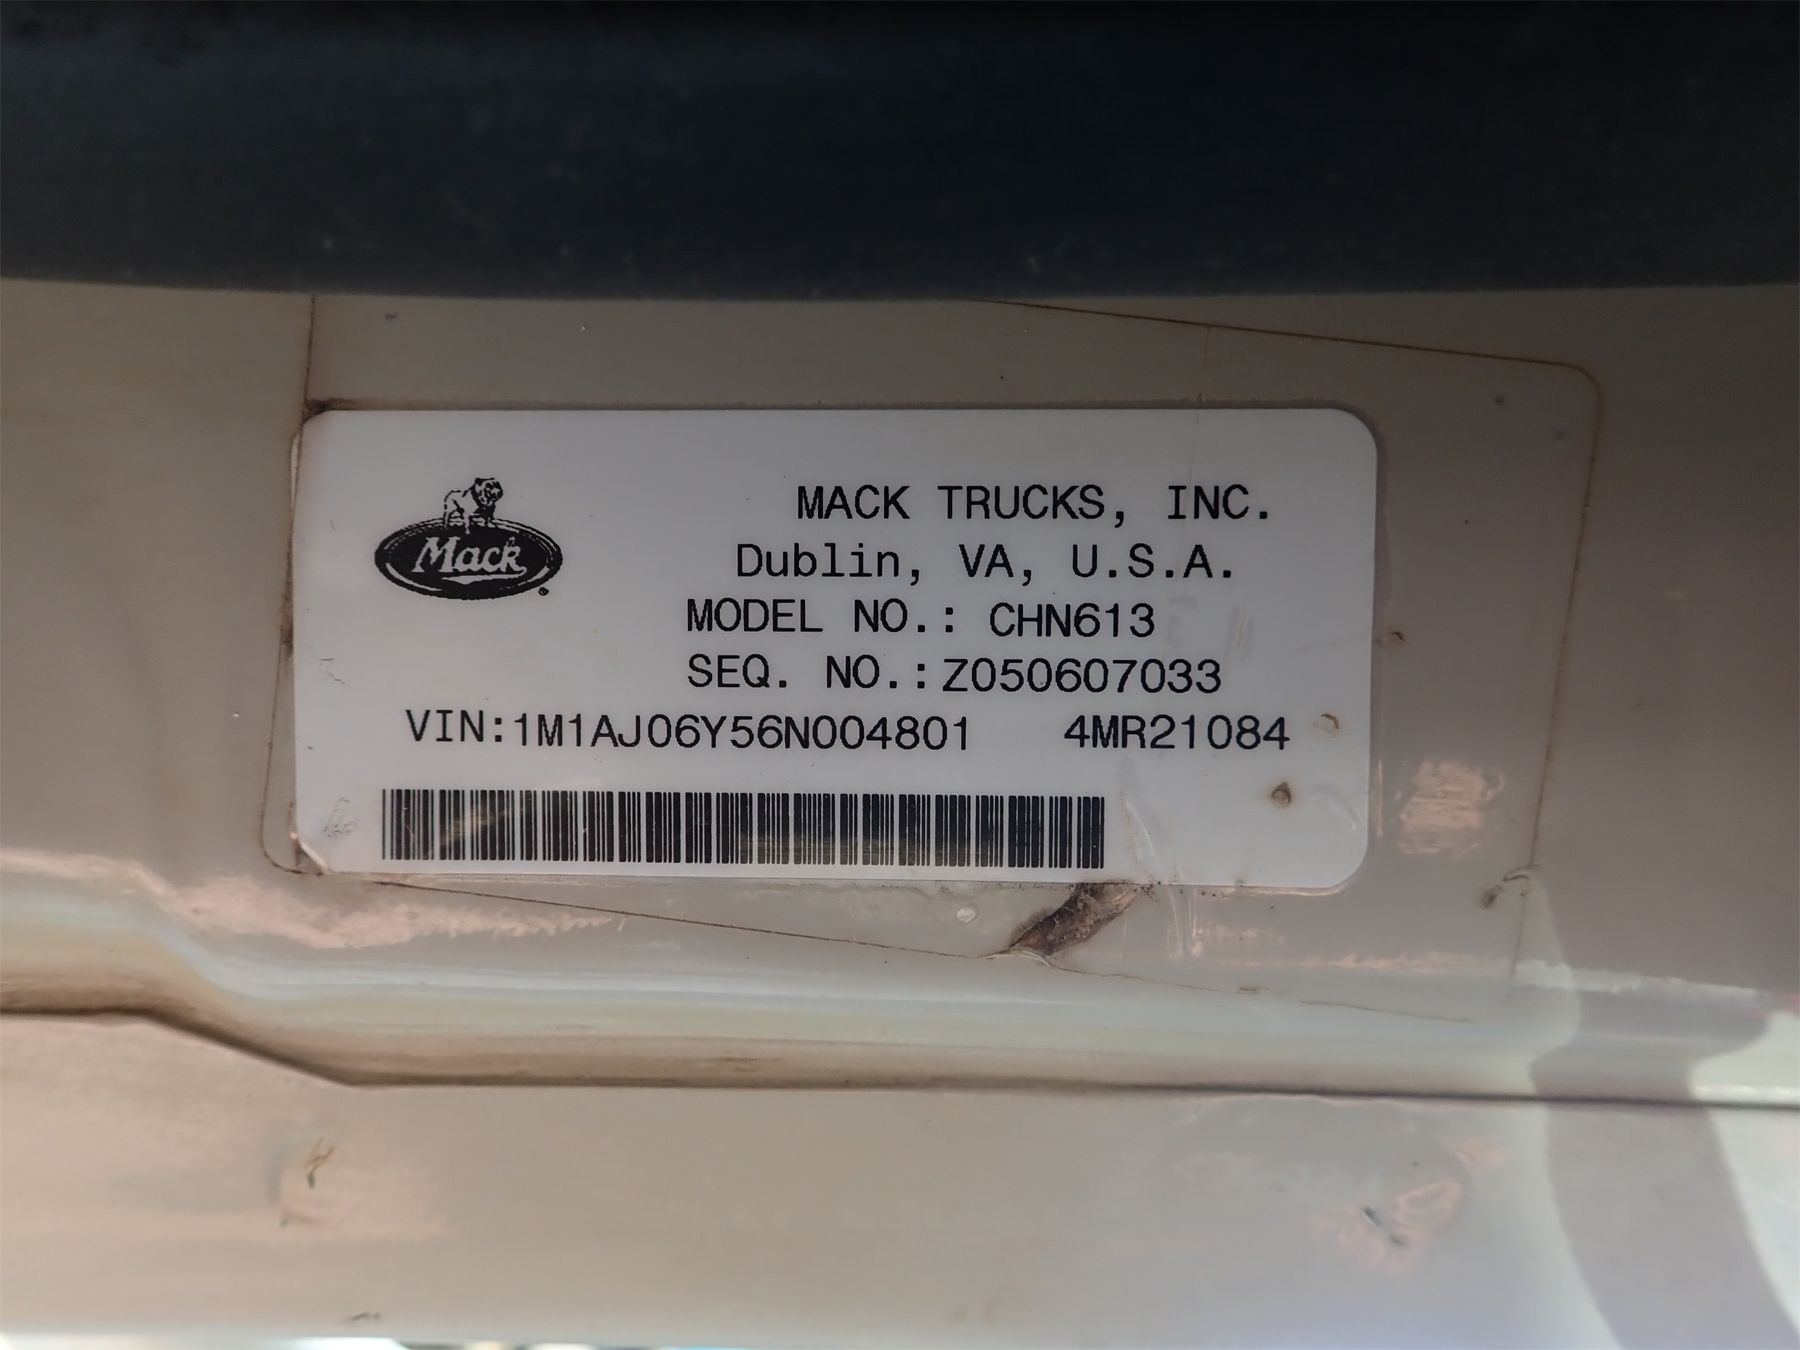 Mack
MACK TRUCKS, INC.
Dublin, VA, U.S.A.
MODEL NO.: CHN613
SEQ. NO.:Z050607033
VIN:1M1AJ06Y56N004801 4MR21084